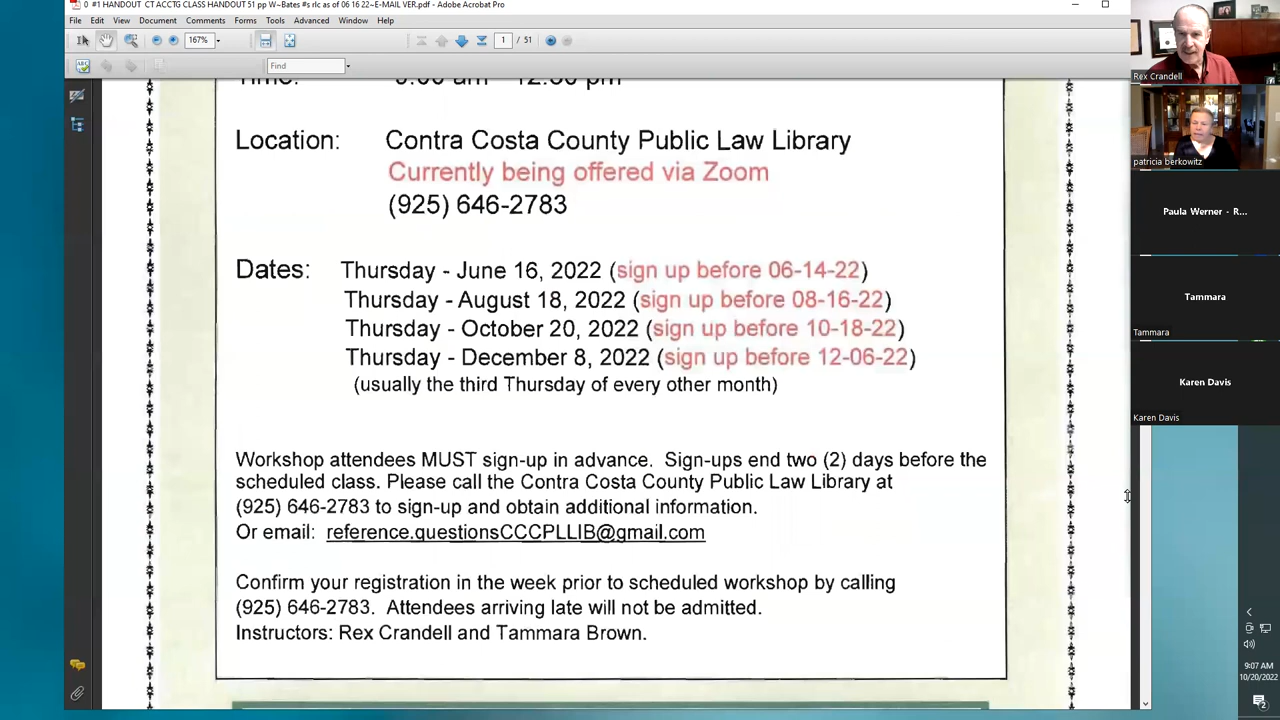 0 #1 HANDOUT CT ACCTG CLASS HANDOUT 51 pp W~Bates #s rlc as of 06 16 22~E-MAIL VER.pdf - Adobe Acrobat Pro
File Edit View Document Comments Forms Tools Advanced Window Help
167% 1 / 51
Find
Time: 9:00 am - 12:00 pm
Location: Contra Costa County Public Law Library
Currently being offered via Zoom
(925) 646-2783
Dates: Thursday - June 16, 2022 (sign up before 06-14-22)
Thursday - August 18, 2022 (sign up before 08-16-22)
Thursday - October 20, 2022 (sign up before 10-18-22)
Thursday - December 8, 2022 (sign up before 12-06-22)
(usually the third Thursday of every other month)
Workshop attendees MUST sign-up in advance. Sign-ups end two (2) days before the
scheduled class. Please call the Contra Costa County Public Law Library at
(925) 646-2783 to sign-up and obtain additional information.
Or email: reference.questionsCCCPLLIB@gmail.com
Confirm your registration in the week prior to scheduled workshop by calling
(925) 646-2783. Attendees arriving late will not be admitted.
Instructors: Rex Crandell and Tammara Brown.
Rex Crandell
patricia berkowitz
Paula Werner - R...
Tammara
Tammara
Karen Davis
Karen Davis
9:07 AM
10/20/2022
2